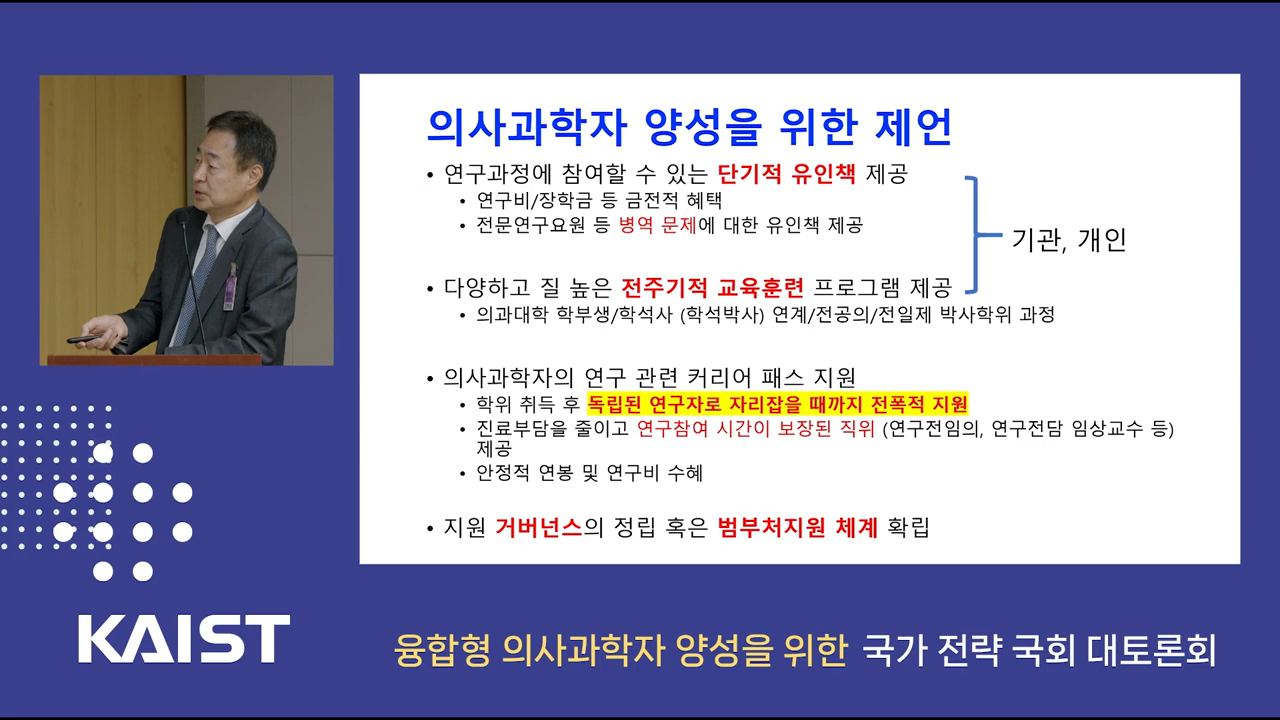 의사과학자 양성을 위한 제언
• 연구과정에 참여할 수 있는 단기적 유인책 제공
• 연구비/장학금 등 금전적 혜택
• 전문연구요원 등 병역 문제에 대한 유인책 제공
기관, 개인
• 다양하고 질 높은 전주기적 교육훈련 프로그램 제공
• 의과대학 학부생/학석사 (학석박사) 연계/전공의/전일제 박사학위 과정
• 의사과학자의 연구 관련 커리어 패스 지원
• 학위 취득 후 독립된 연구자로 자리잡을 때까지 전폭적 지원
• 진료부담을 줄이고 연구참여 시간이 보장된 직위 (연구전임의, 연구전담 임상교수 등)
제공
• 안정적 연봉 및 연구비 수혜
• 지원 거버넌스의 정립 혹은 범부처지원 체계 확립
KAIST
융합형 의사과학자 양성을 위한 국가 전략 국회 대토론회